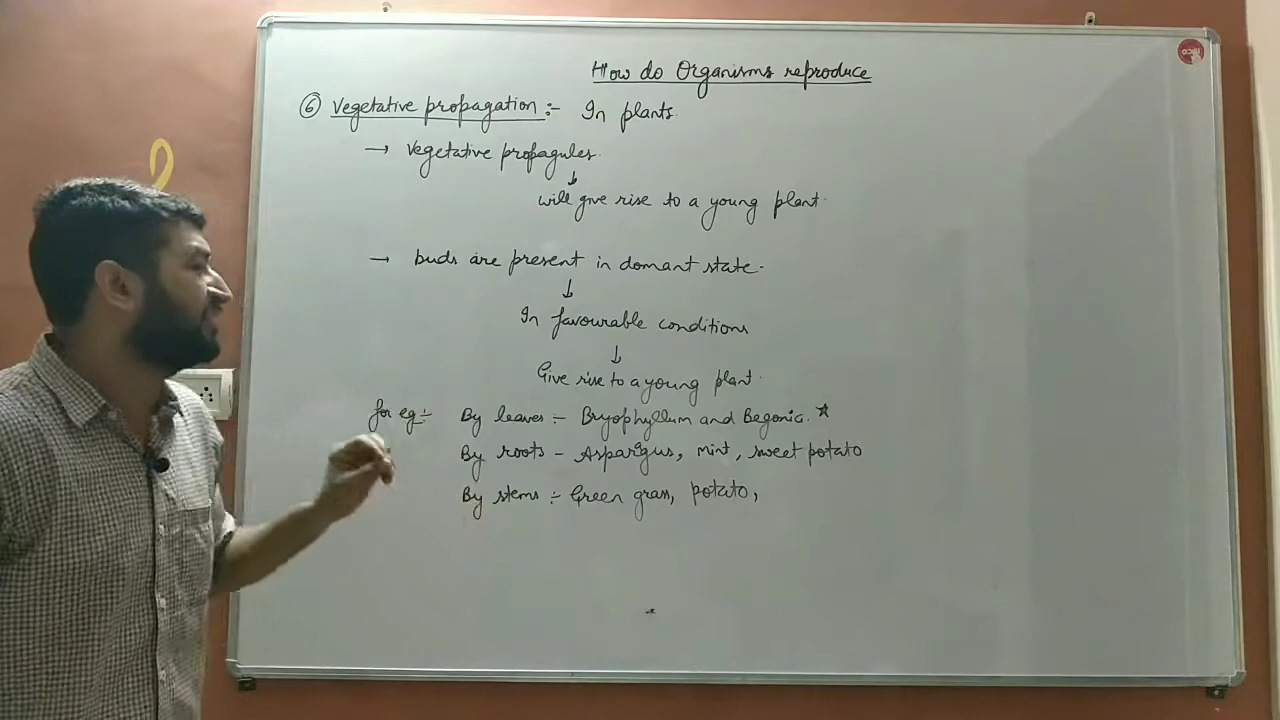 How do Organisms reproduce
⑥ Vegetative propagation :- In plants.
→ Vegetative propagules.
↓
will give rise to a young plant.
→ buds are present in domant state.
↓
In favourable conditions
↓
Give rise to a young plant.
for eg :- By leaves :- Bryophyllum and Begonia. ☆
By roots - Asparigus, mint, sweet potato
By stems :- Green grass, potato,